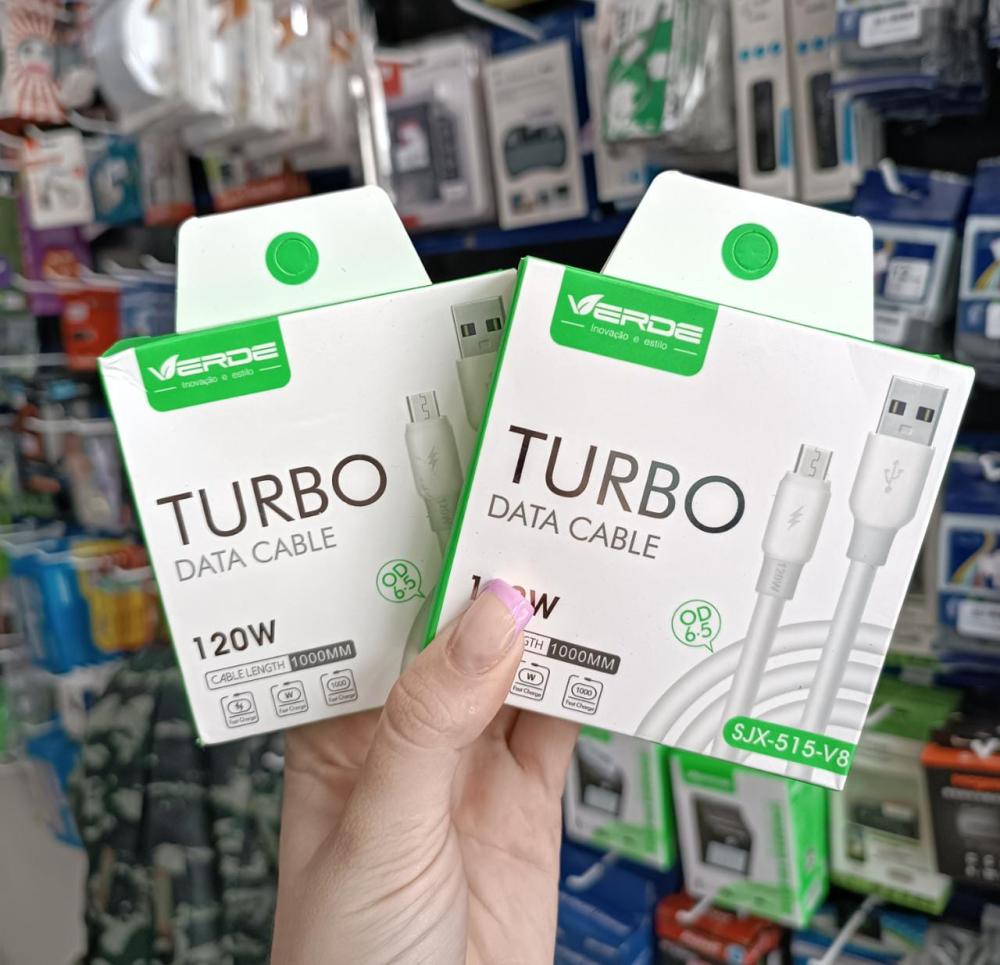 VERDE
Inovação e estilo
TURBO
DATA CABLE
OD
6.5
120W
CABLE LENGTH 1000MM
Fast Charge
W
Fast Charge
1000
Fast Charge
VERDE
Inovação e estilo
TURBO
DATA CABLE
OD
6.5
120W
1000MM
W
Fast Charge
1000
Fast Charge
120W
SJX-515-V8